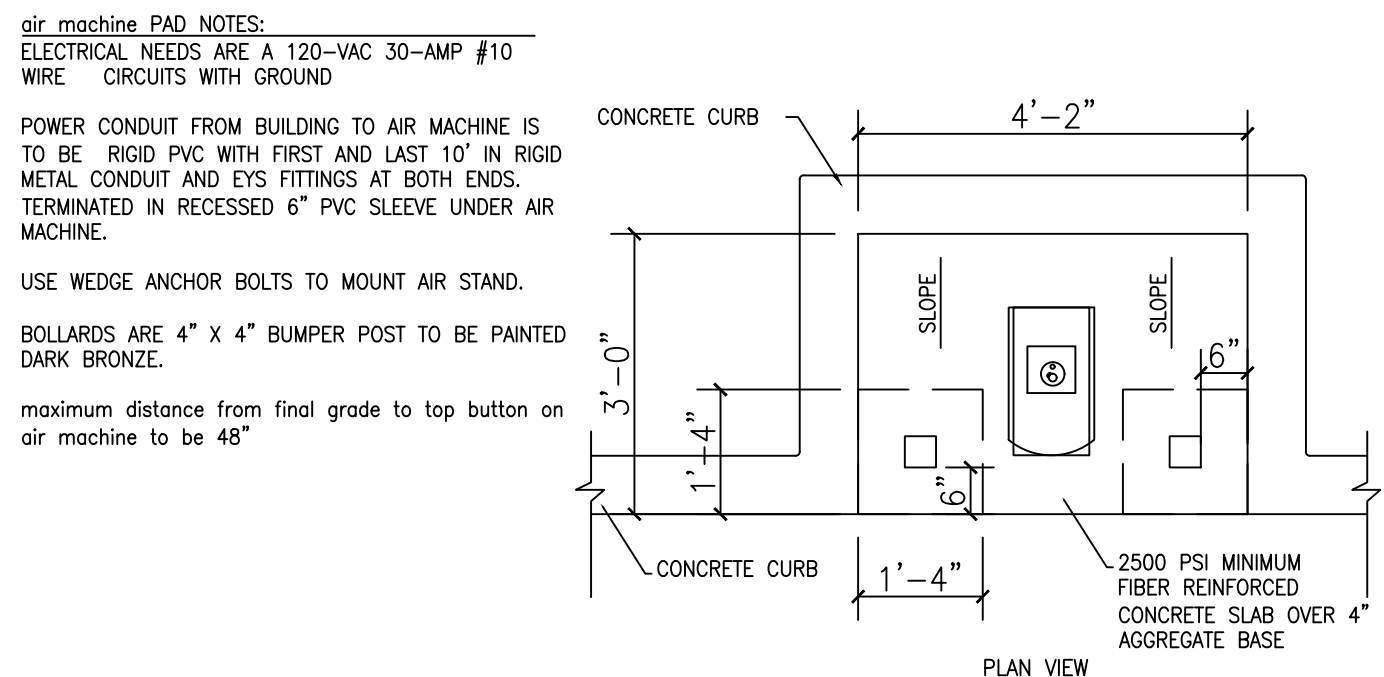 air machine PAD NOTES:
ELECTRICAL NEEDS ARE A 120-VAC 30-AMP #10
WIRE CIRCUITS WITH GROUND
POWER CONDUIT FROM BUILDING TO AIR MACHINE IS
TO BE RIGID PVC WITH FIRST AND LAST 10' IN RIGID
METAL CONDUIT AND EYS FITTINGS AT BOTH ENDS.
TERMINATED IN RECESSED 6" PVC SLEEVE UNDER AIR
MACHINE.
USE WEDGE ANCHOR BOLTS TO MOUNT AIR STAND.
BOLLARDS ARE 4" X 4" BUMPER POST TO BE PAINTED
DARK BRONZE.
maximum distance from final grade to top button on
air machine to be 48"
CONCRETE CURB
4'-2"
SLOPE
SLOPE
6"
3'-0"
1'-4"
6"
CONCRETE CURB
1'-4"
2500 PSI MINIMUM
FIBER REINFORCED
CONCRETE SLAB OVER 4"
AGGREGATE BASE
PLAN VIEW